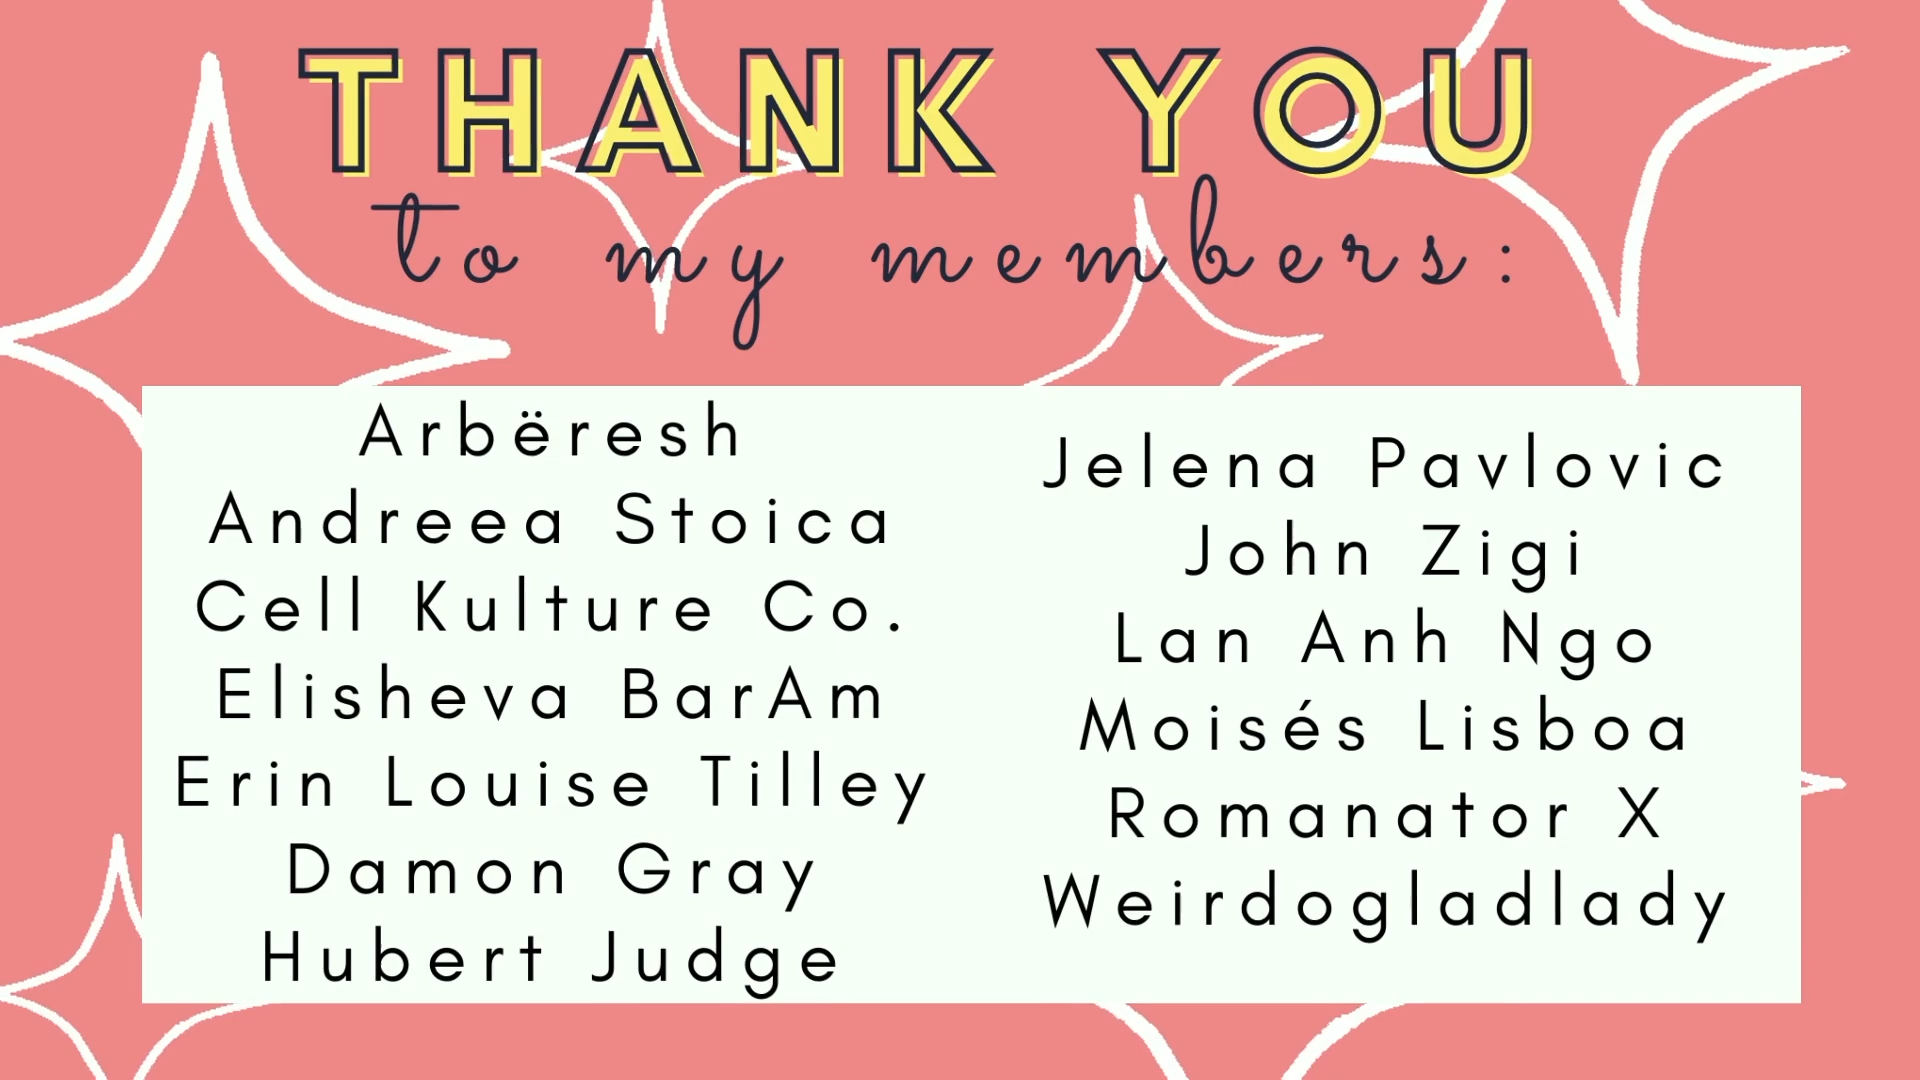 THANK YOU
to my members:
Arbëresh
Andreea Stoica
Cell Kulture Co.
Elisheva BarAm
Erin Louise Tilley
Damon Gray
Hubert Judge
Jelena Pavlovic
John Zigi
Lan Anh Ngo
Moisés Lisboa
Romanator X
Weirdogladlady